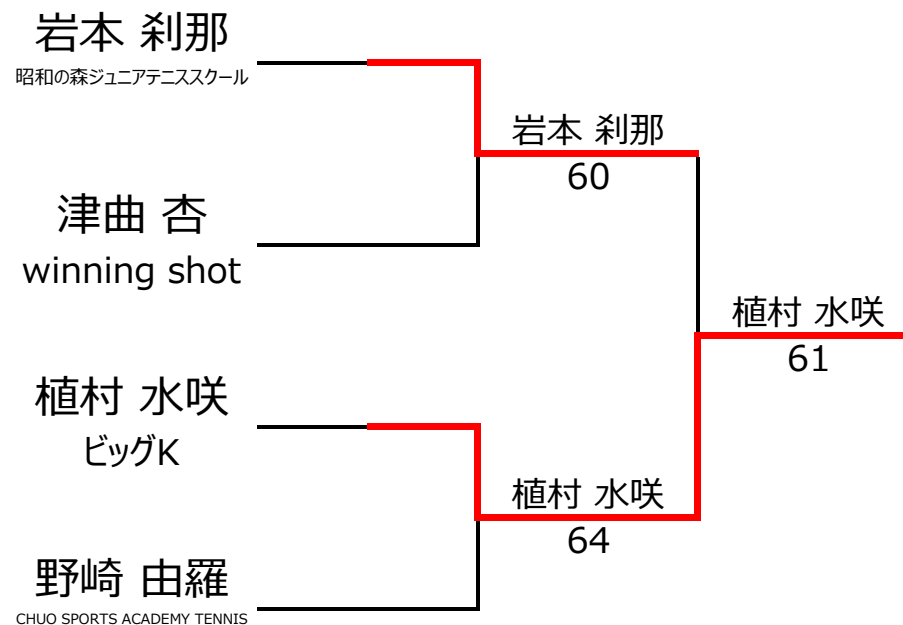 岩本 刹那
昭和の森ジュニアテニススクール
岩本 刹那
60
津曲 杏
winning shot
植村 水咲
61
植村 水咲
ビッグK
植村 水咲
64
野崎 由羅
CHUO SPORTS ACADEMY TENNIS